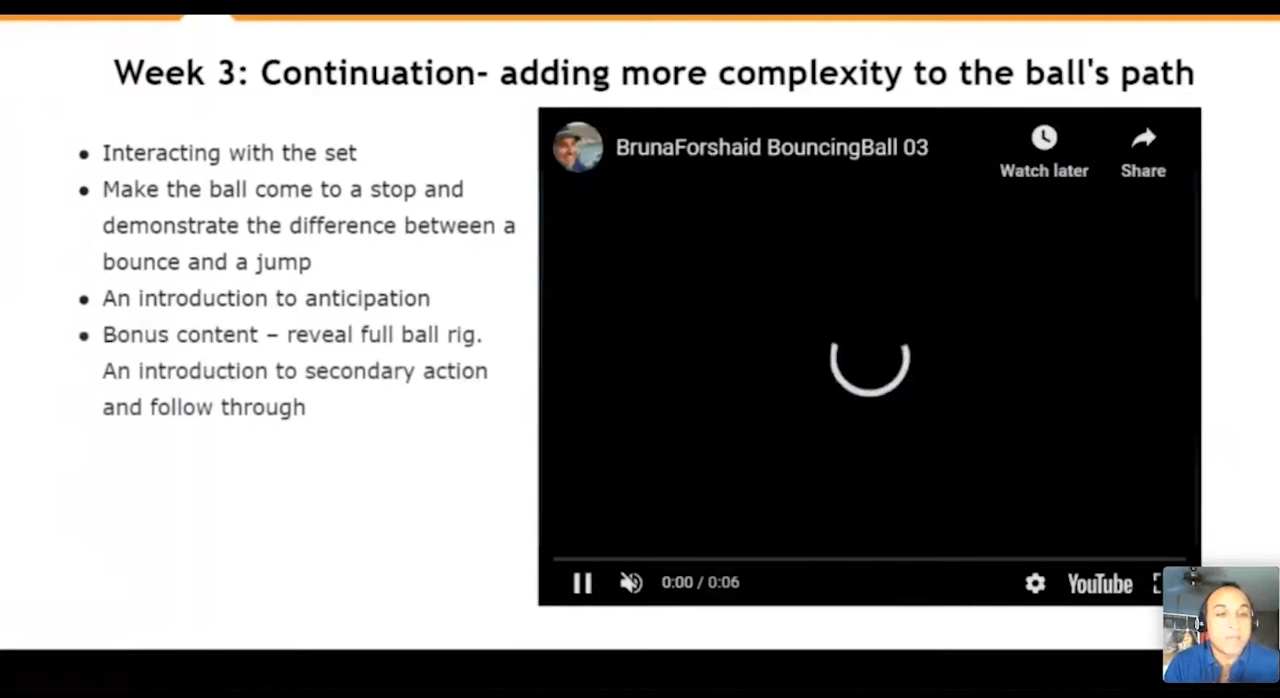 Week 3: Continuation- adding more complexity to the ball's path
• Interacting with the set
• Make the ball come to a stop and
demonstrate the difference between a
bounce and a jump
• An introduction to anticipation
• Bonus content – reveal full ball rig.
An introduction to secondary action
and follow through
BrunaForshaid BouncingBall 03
Watch later
Share
0:00 / 0:06
YouTube